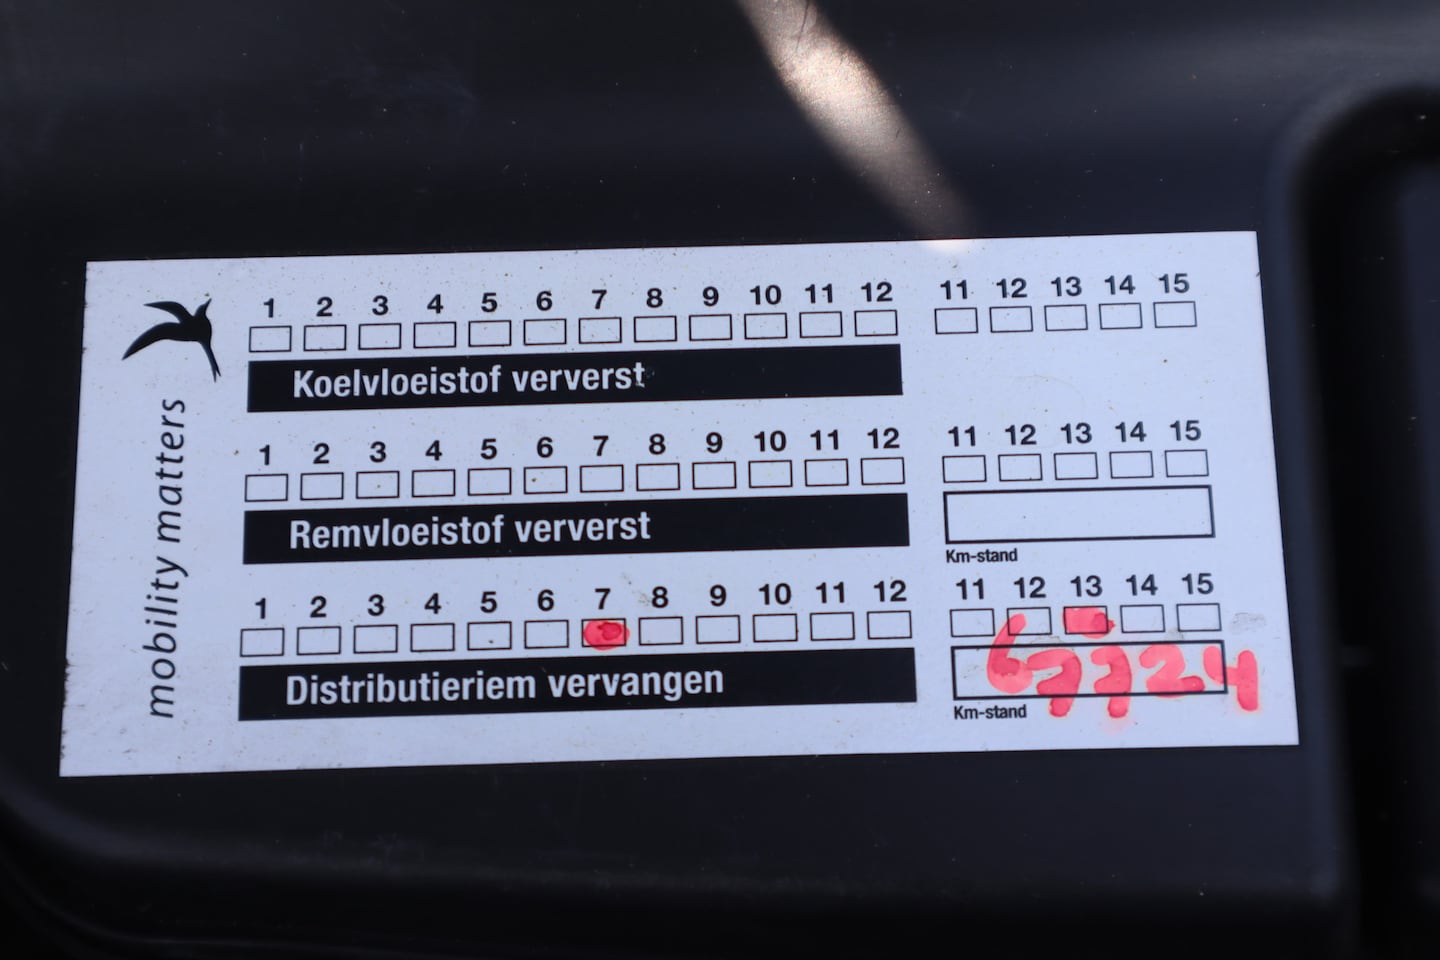 1 2 3 4 5 6 7 8 9 10 11 12 11 12 13 14 15
Koelvloeistof ververst
1 2 3 4 5 6 7 8 9 10 11 12 11 12 13 14 15
Remvloeistof ververst
Km-stand
1 2 3 4 5 6 7 8 9 10 11 12 11 12 13 14 15
Distributieriem vervangen
67724
Km-stand
mobility matters